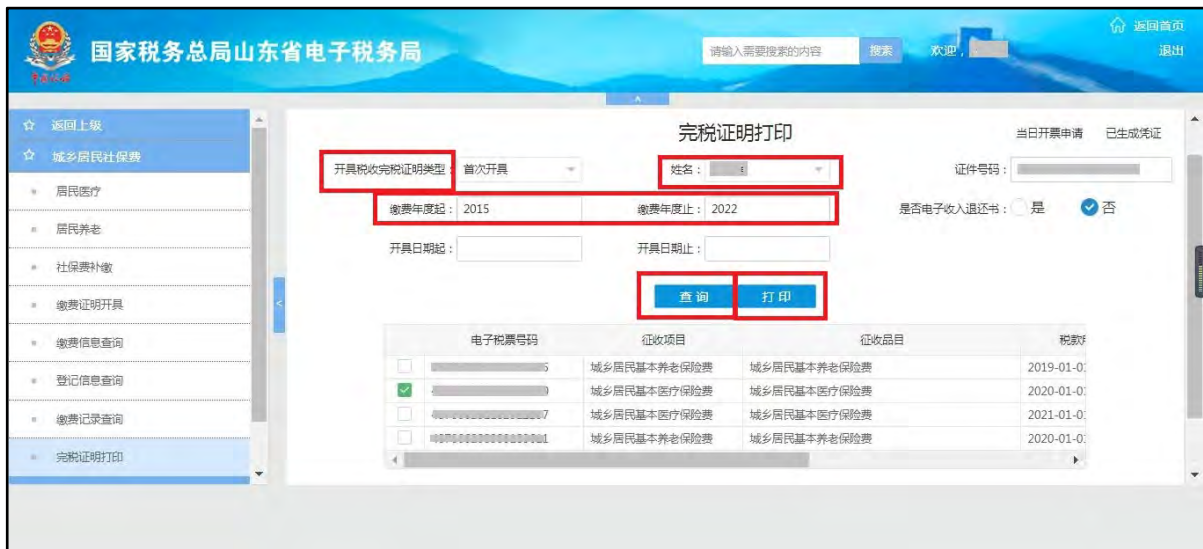 返回首页
国家税务总局山东省电子税务局
请输入需要搜索的内容 搜索 欢迎, 退出
返回上级
城乡居民社保费
居民医疗
居民养老
社保费补缴
缴费证明开具
缴费信息查询
登记信息查询
缴费记录查询
完税证明打印
完税证明打印
当日开票申请 已生成凭证
开具税收完税证明类型: 首次开具 姓名: 证件号码:
缴费年度起: 2015 缴费年度止: 2022 是否电子收入退还书: 是 否
开具日期起: 开具日期止:
查询 打印
电子税票号码 征收项目 征收品目 税款
城乡居民基本养老保险费 城乡居民基本养老保险费 2019-01-0
城乡居民基本医疗保险费 城乡居民基本医疗保险费 2020-01-0
城乡居民基本医疗保险费 城乡居民基本医疗保险费 2021-01-0
城乡居民基本养老保险费 城乡居民基本养老保险费 2020-01-0